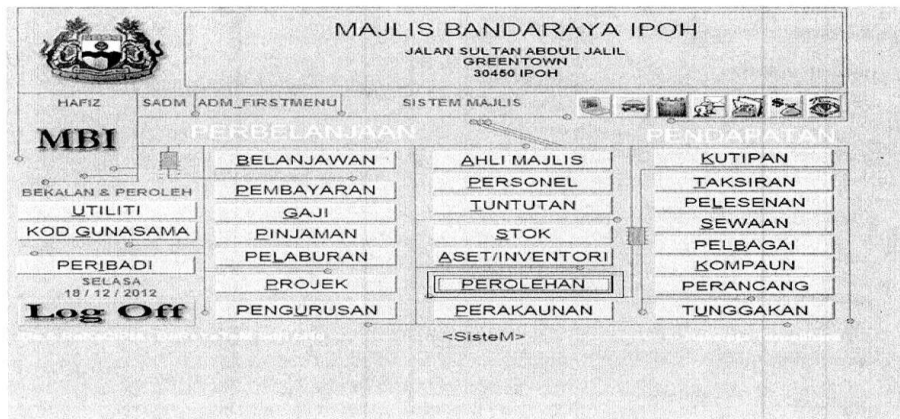 MAJLIS BANDARAYA IPOH
JALAN SULTAN ABDUL JALIL
GREENTOWN
30450 IPOH
HAFIZ SADM ADM_FIRSTMENU SISTEM MAJLIS
MBI
PERBELANJAAN PENDAPATAN
BEKALAN & PEROLEH
UTILITI
KOD GUNASAMA
PERIBADI
SELASA
18 / 12 / 2012
Log Off
BELANJAWAN
PEMBAYARAN
GAJI
PINJAMAN
PELABURAN
PROJEK
PENGURUSAN
AHLI MAJLIS
PERSONEL
TUNTUTAN
STOK
ASET/INVENTORI
PEROLEHAN
PERAKAUNAN
KUTIPAN
TAKSIRAN
PELESENAN
SEWAAN
PELBAGAI
KOMPAUN
PERANCANG
TUNGGAKAN
<SisteM>